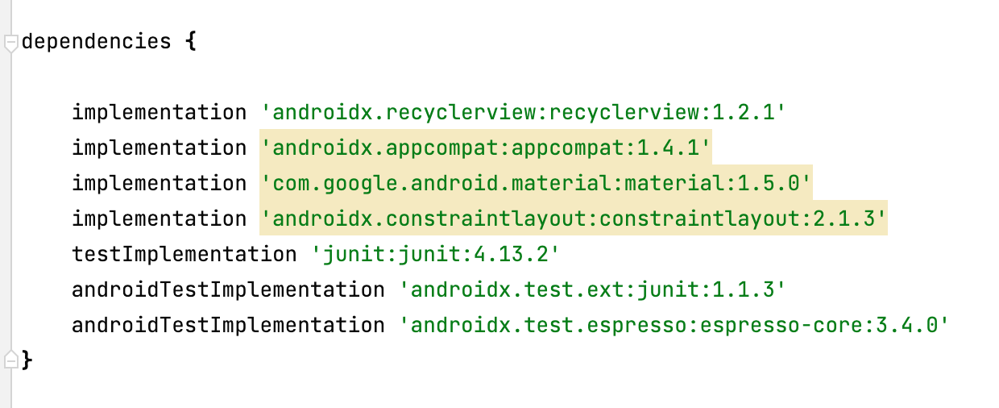 dependencies {
implementation 'androidx.recyclerview:recyclerview:1.2.1'
implementation 'androidx.appcompat:appcompat:1.4.1'
implementation 'com.google.android.material:material:1.5.0'
implementation 'androidx.constraintlayout:constraintlayout:2.1.3'
testImplementation 'junit:junit:4.13.2'
androidTestImplementation 'androidx.test.ext:junit:1.1.3'
androidTestImplementation 'androidx.test.espresso:espresso-core:3.4.0'
}